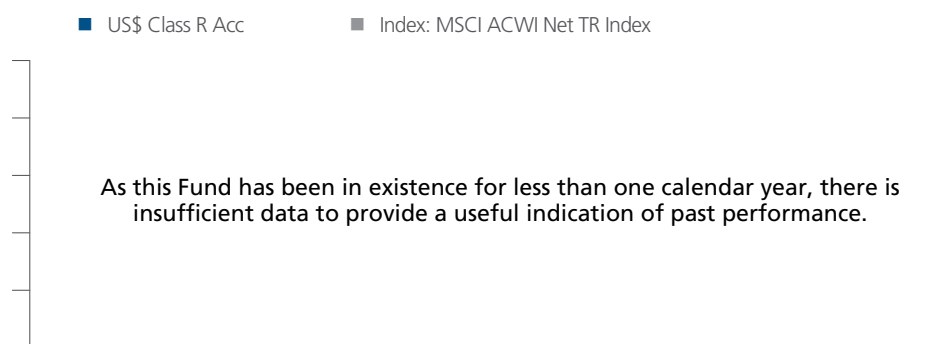 US$ Class R Acc Index: MSCI ACWI Net TR Index
As this Fund has been in existence for less than one calendar year, there is
insufficient data to provide a useful indication of past performance.